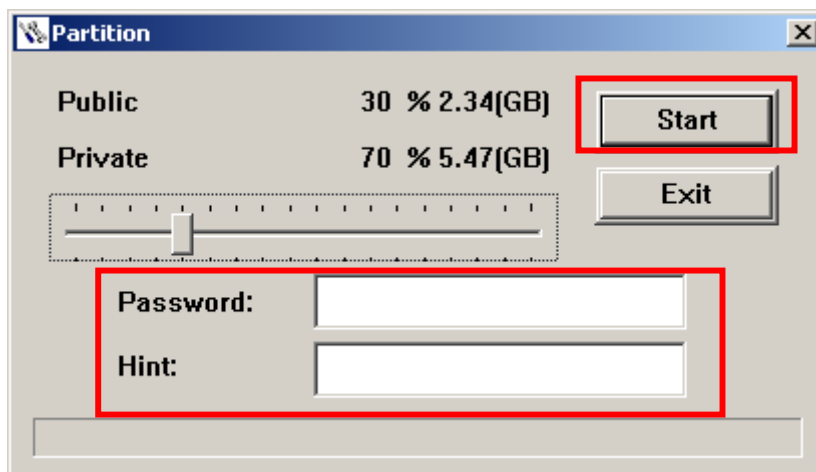 Partition
Public 30 % 2.34(GB)
Start
Private 70 % 5.47(GB)
Exit
Password:
Hint: